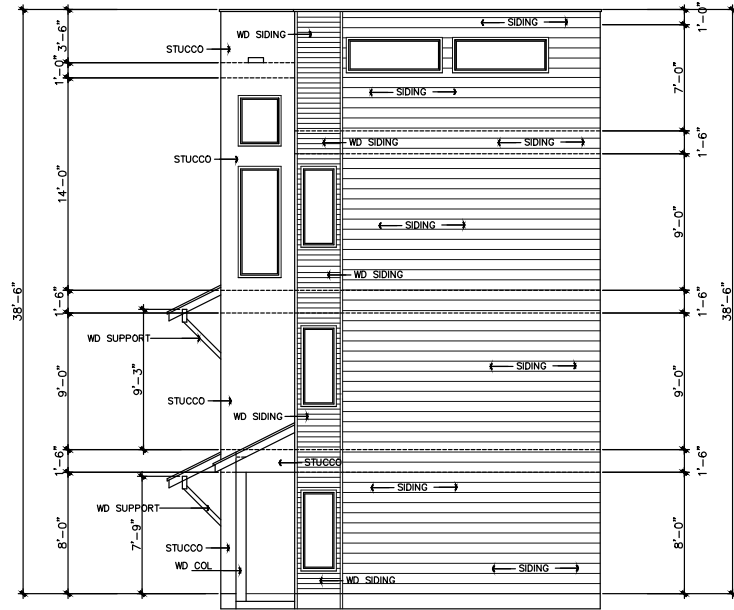 SIDING
WD SIDING
STUCCO
3'-6"
1'-0"
1'-0"
7'-0"
SIDING
1'-6"
WD SIDING
SIDING
STUCCO
14'-0"
9'-0"
SIDING
WD SIDING
38'-6"
38'-6"
1'-6"
1'-6"
WD SUPPORT
9'-3"
9'-0"
9'-0"
SIDING
STUCCO
WD SIDING
1'-6"
1'-6"
STUCCO
SIDING
WD SUPPORT
8'-0"
7'-9"
8'-0"
STUCCO
WD COL
SIDING
WD SIDING